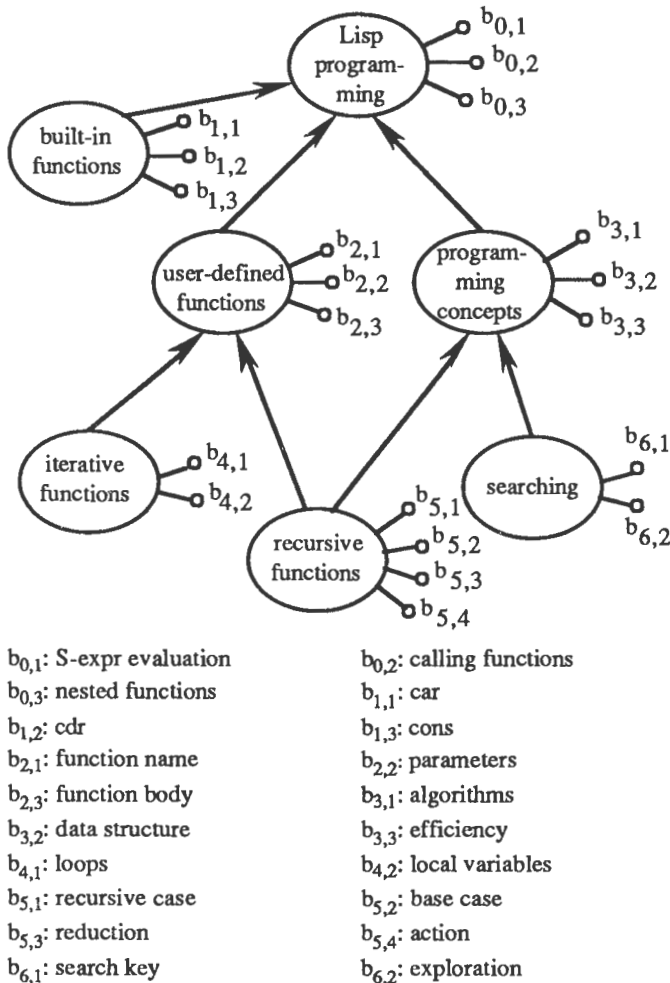 Lisp
program-
ming
b0,1
b0,2
b0,3
built-in
functions
b1,1
b1,2
b1,3
user-defined
functions
b2,1
b2,2
b2,3
program-
ming
concepts
b3,1
b3,2
b3,3
iterative
functions
b4,1
b4,2
recursive
functions
b5,1
b5,2
b5,3
b5,4
searching
b6,1
b6,2
b0,1: S-expr evaluation
b0,2: calling functions
b0,3: nested functions
b1,1: car
b1,2: cdr
b1,3: cons
b2,1: function name
b2,2: parameters
b2,3: function body
b3,1: algorithms
b3,2: data structure
b3,3: efficiency
b4,1: loops
b4,2: local variables
b5,1: recursive case
b5,2: base case
b5,3: reduction
b5,4: action
b6,1: search key
b6,2: exploration